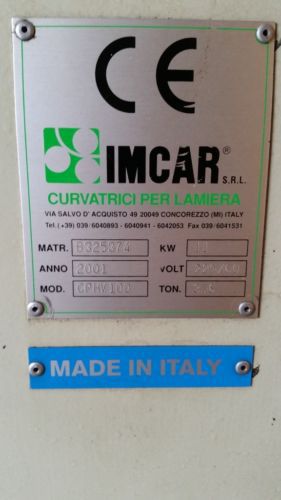 CE
IMCAR® S.R.L.
CURVATRICI PER LAMIERA
VIA SALVO D' ACQUISTO 49 20049 CONCOREZZO (MI) ITALY
Tel. (+39) 039/6040893 - 6040941 - 6042053 Fax 039/6041531
MATR. KW 11
ANNO 2001 VOLT
MOD. TON.
MADE IN ITALY